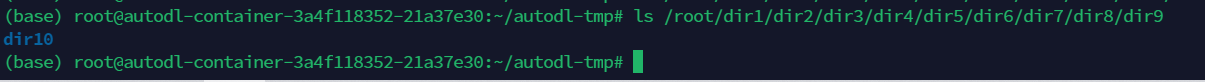 (base) root@autodl-container-3a4f118352-21a37e30:~/autodl-tmp# ls /root/dir1/dir2/dir3/dir4/dir5/dir6/dir7/dir8/dir9
dir10
(base) root@autodl-container-3a4f118352-21a37e30:~/autodl-tmp#